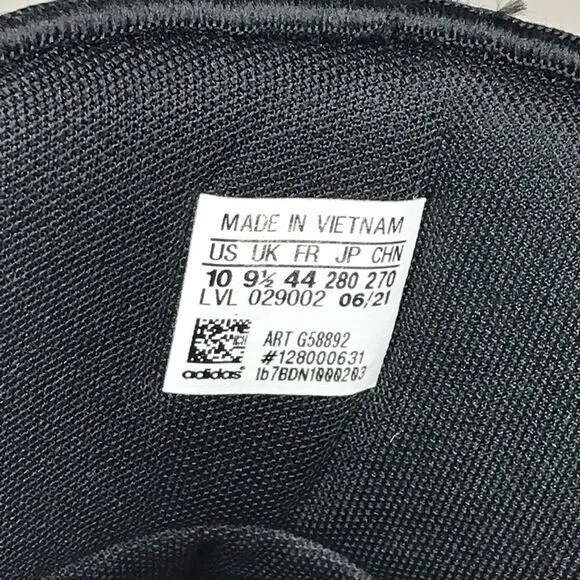 MADE IN VIETNAM
US UK FR JP CHN
10 9½ 44 280 270
LVL 029002 06/21
ART G58892
#128000631
adidas Ib7BDN1000203